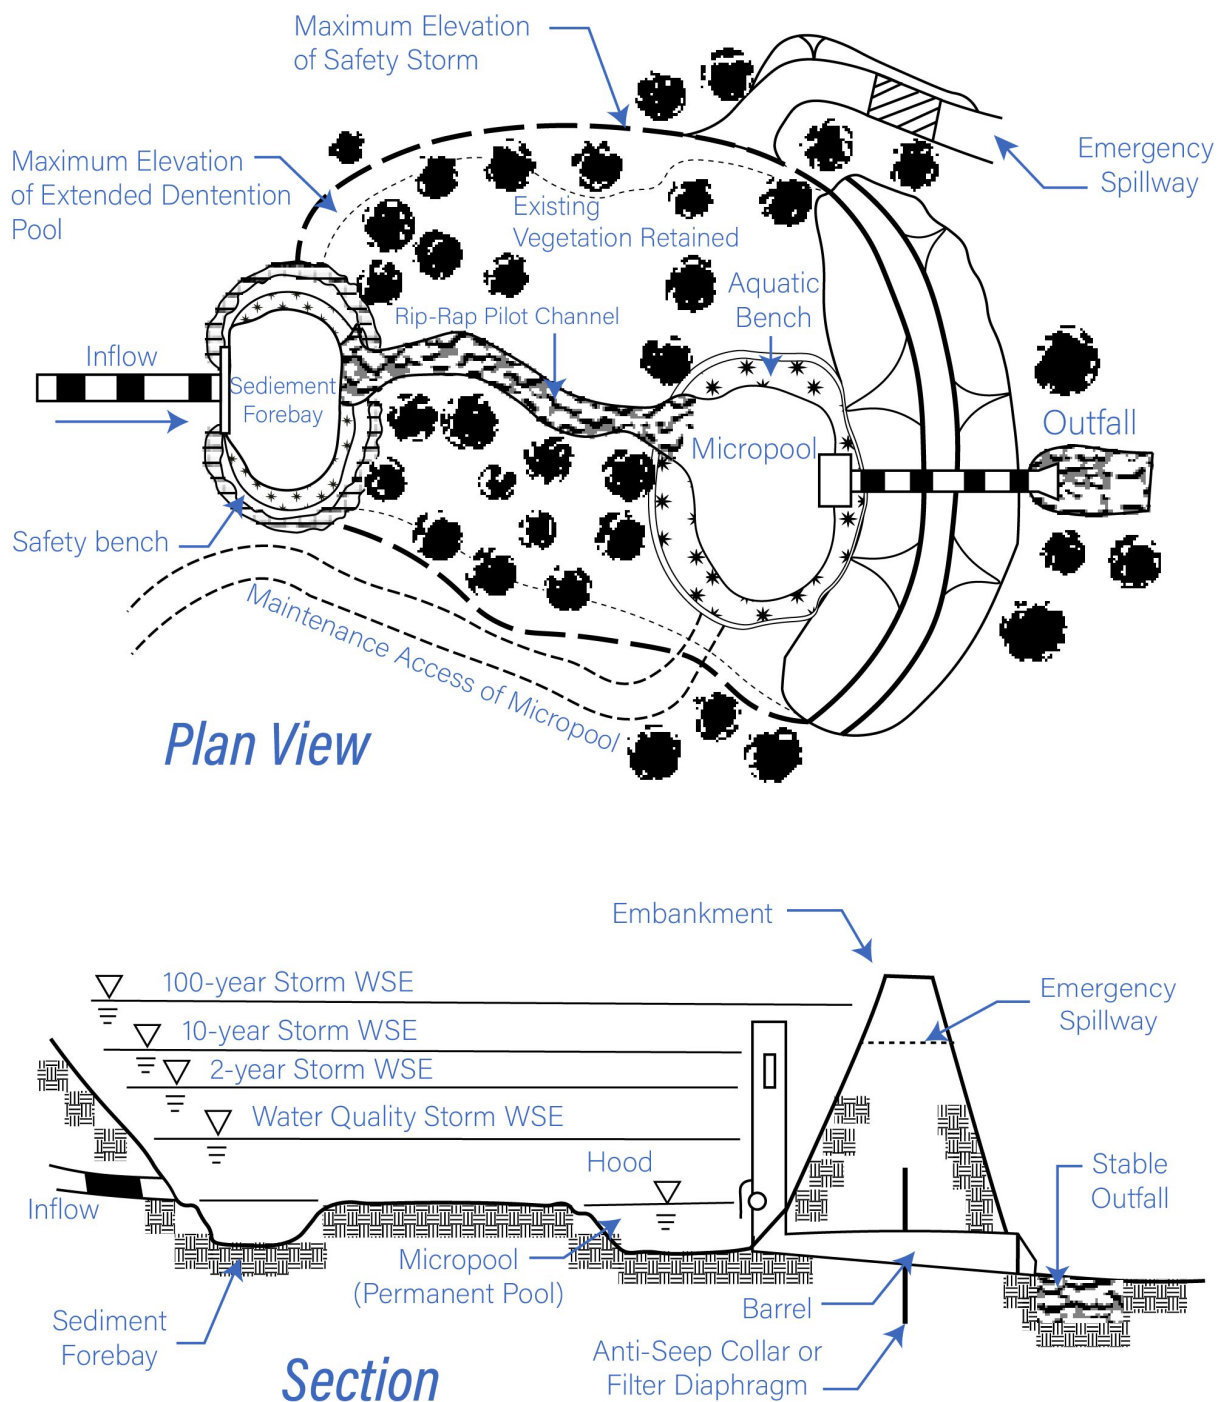 Maximum Elevation
of Safety Storm
Maximum Elevation
of Extended Dentention
Pool
Emergency
Spillway
Existing
Vegetation Retained
Aquatic
Bench
Rip-Rap Pilot Channel
Inflow
Sediement
Forebay
Micropool
Outfall
Safety bench
Maintenance Access of Micropool
Plan View
Embankment
100-year Storm WSE
10-year Storm WSE
2-year Storm WSE
Water Quality Storm WSE
Emergency
Spillway
Hood
Stable
Outfall
Inflow
Micropool
(Permanent Pool)
Barrel
Sediment
Forebay
Anti-Seep Collar or
Filter Diaphragm
Section